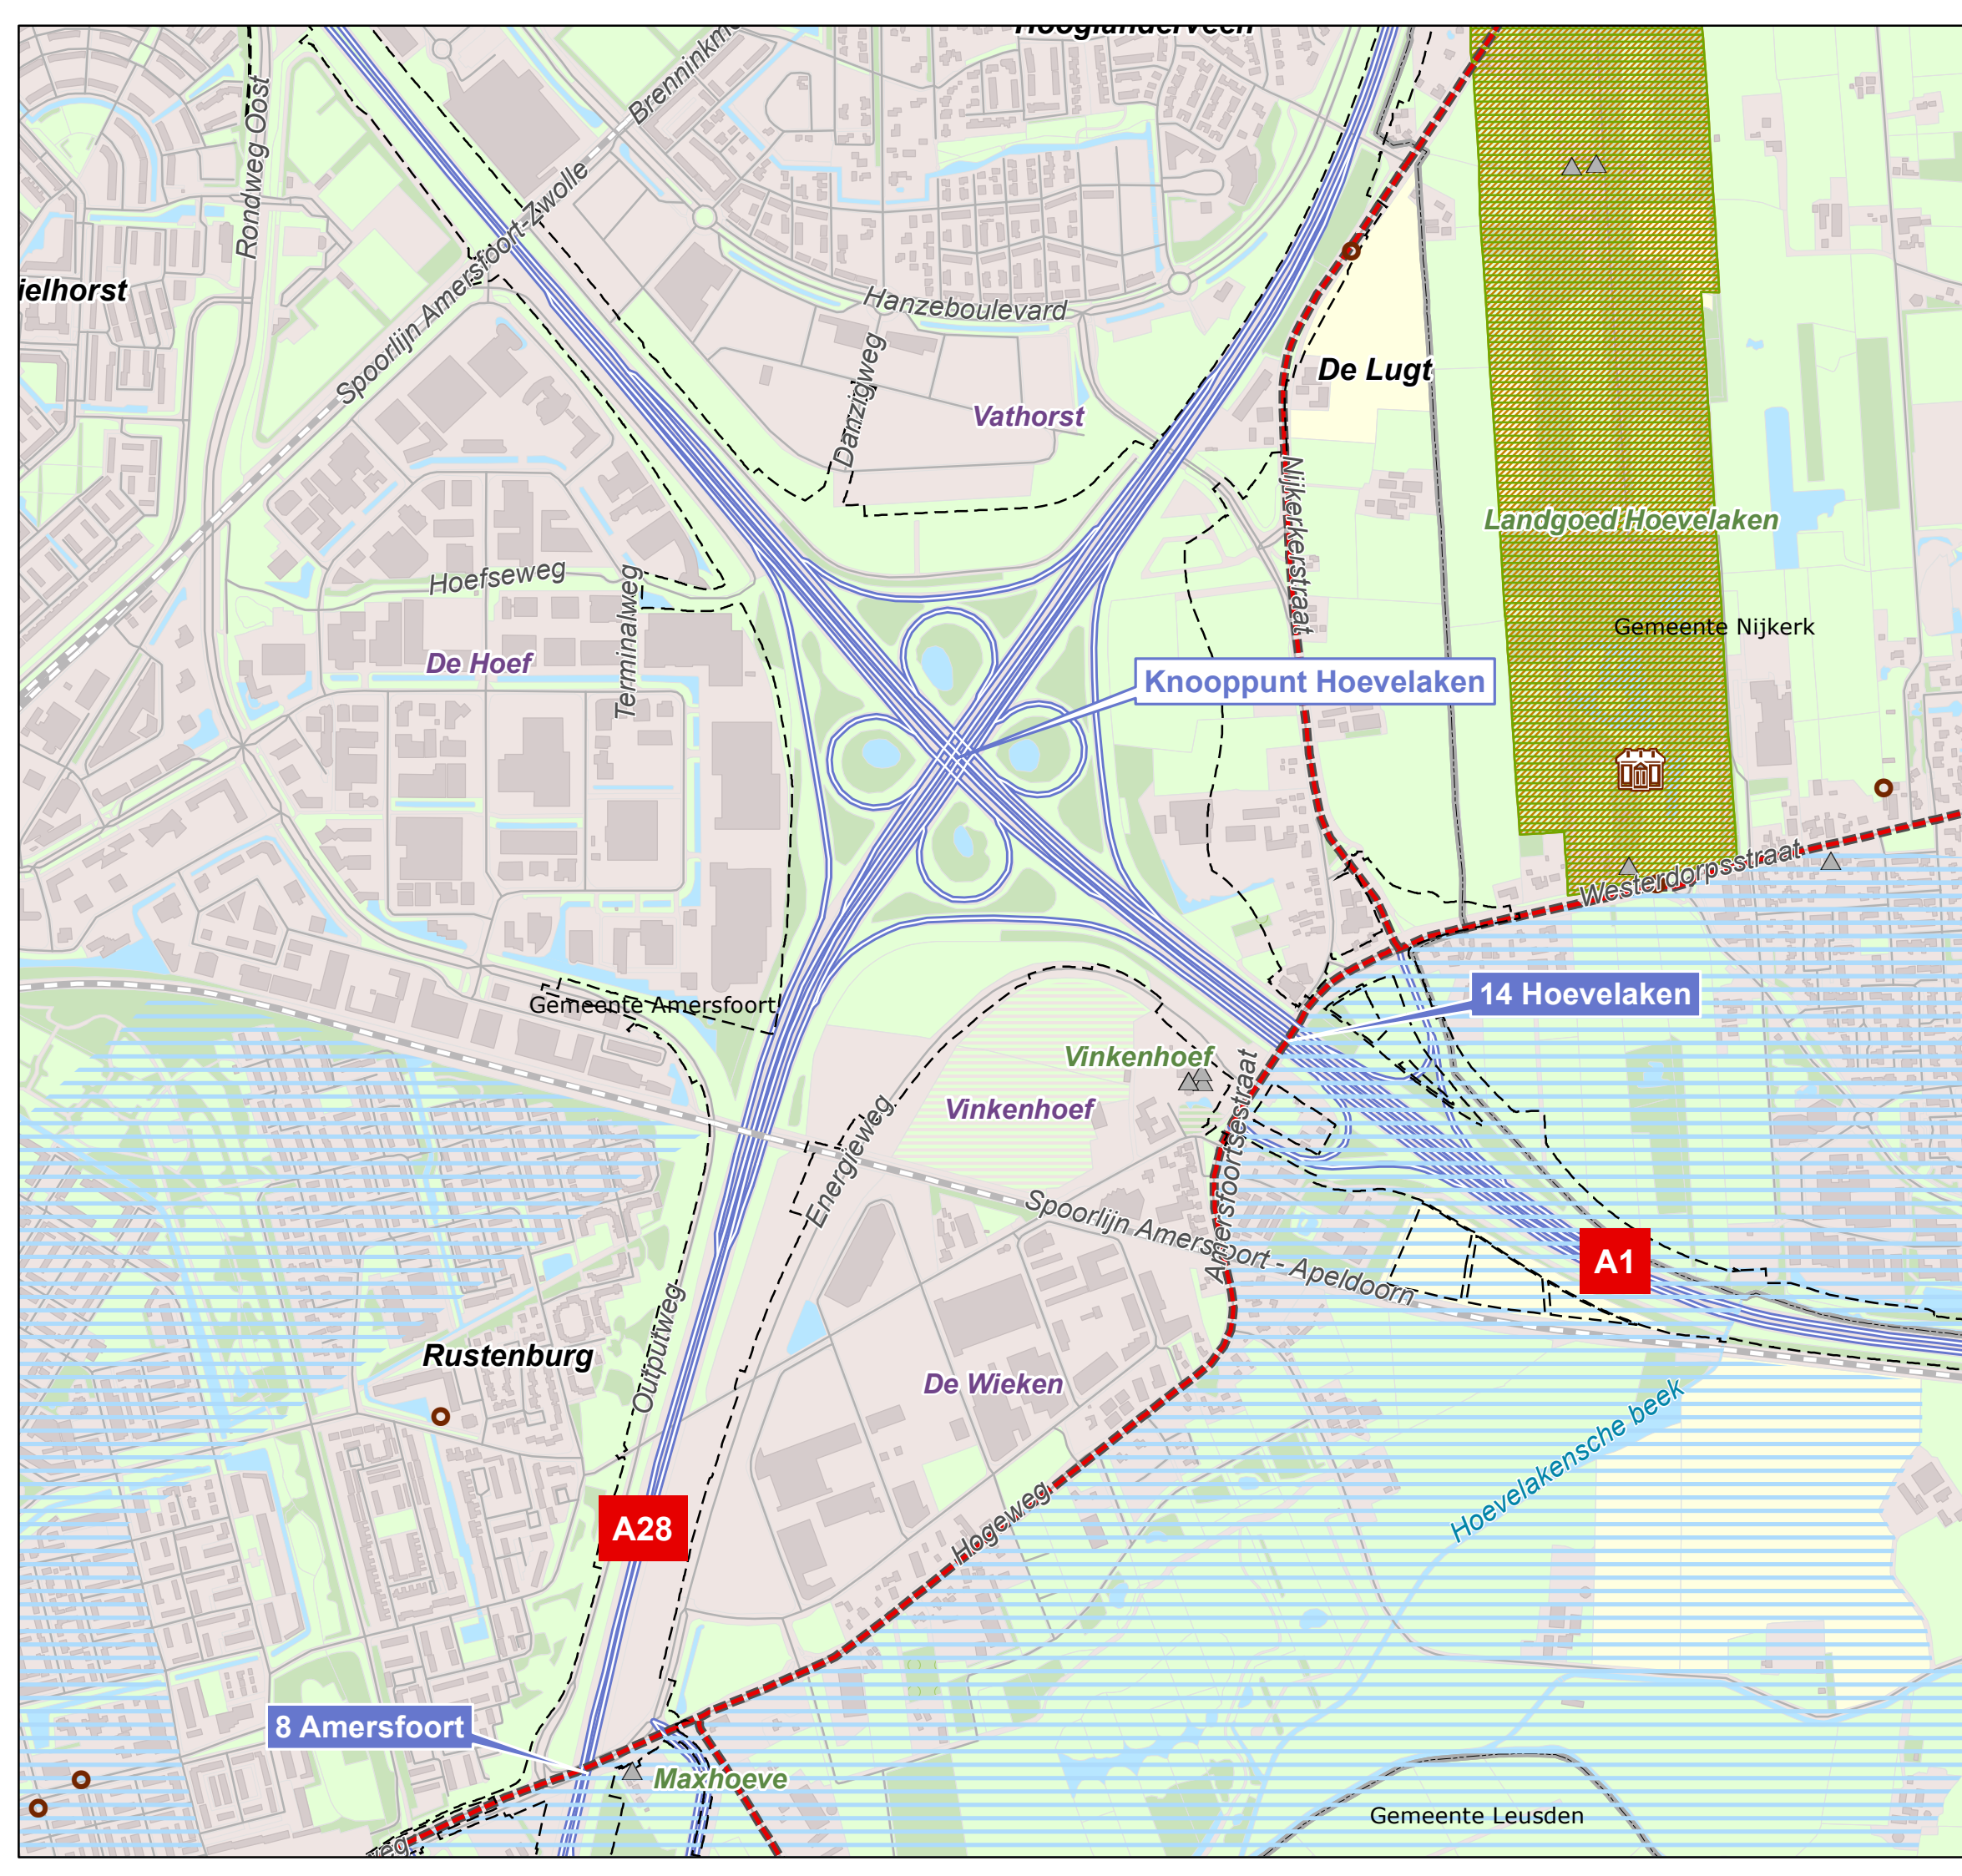 Hooglanderveen
Brenninkme
Rondweg Oost
Spoorlijn Amersfoort-Zwolle
ielhorst
Hanzeboulevard
Danzigweg
De Lugt
Vathorst
Nijkerkerstraat
Landgoed Hoevelaken
Hoefseweg
Terminalweg
Gemeente Nijkerk
De Hoef
Knooppunt Hoevelaken
Westerdorpsstraat
14 Hoevelaken
Gemeente Amersfoort
Vinkenhoef
Vinkenhoef
Amersfoortsestraat
Energieweg
Spoorlijn Amersfoort - Apeldoorn
A1
Outputweg
Rustenburg
De Wieken
Hoevelakensche beek
A28
Hogeweg
8 Amersfoort
Maxhoeve
Gemeente Leusden
weg